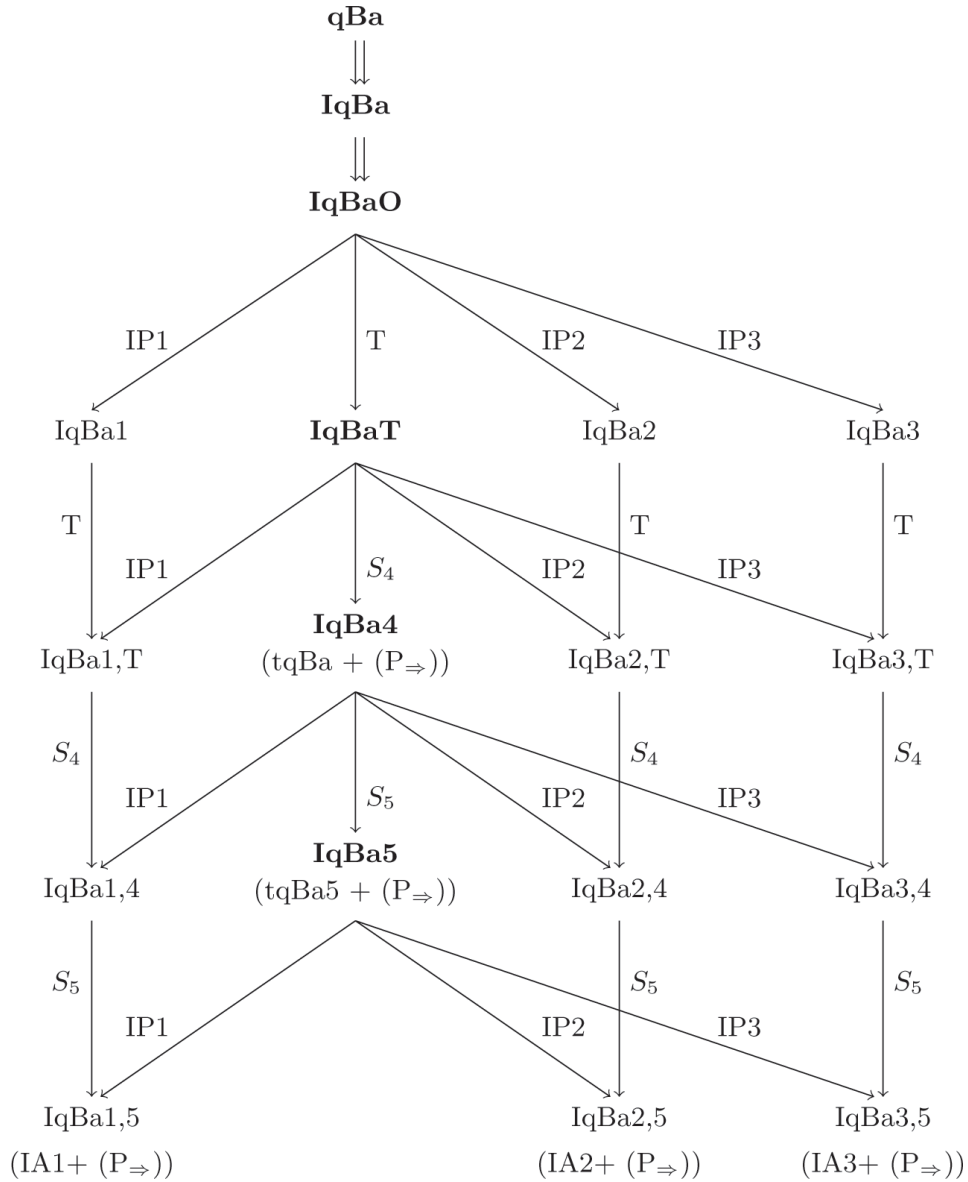 qBa
IqBa
IqBaO
IP1 T IP2 IP3
IqBa1 IqBaT IqBa2 IqBa3
T T T
IP1 S₄ IP2 IP3
IqBa4
IqBa1,T (tqBa + (P⇒)) IqBa2,T IqBa3,T
S₄ S₄ S₄
IP1 S₅ IP2 IP3
IqBa5
IqBa1,4 (tqBa5 + (P⇒)) IqBa2,4 IqBa3,4
S₅ S₅ S₅
IP1 IP2 IP3
IqBa1,5 IqBa2,5 IqBa3,5
(IA1+ (P⇒)) (IA2+ (P⇒)) (IA3+ (P⇒))